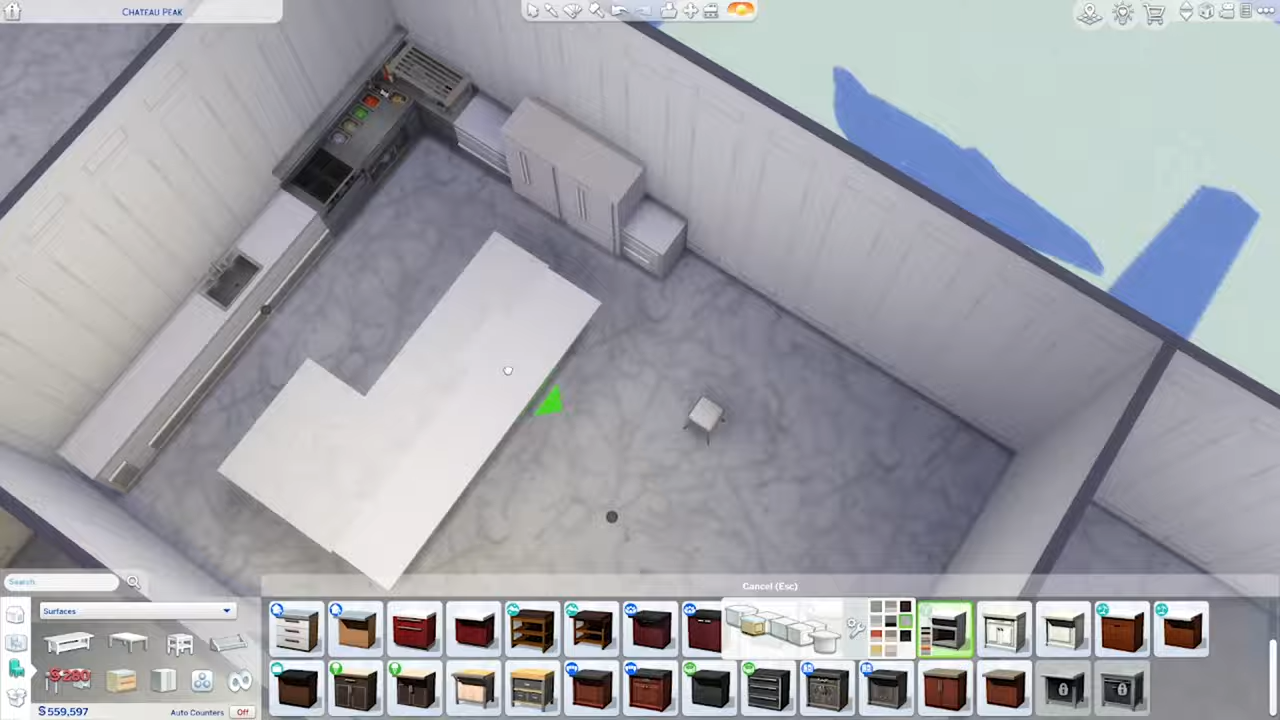 CHATEAU PEAK
Cancel (Esc)
Search
Surfaces
-$280
$559,597
Auto Counters
Off